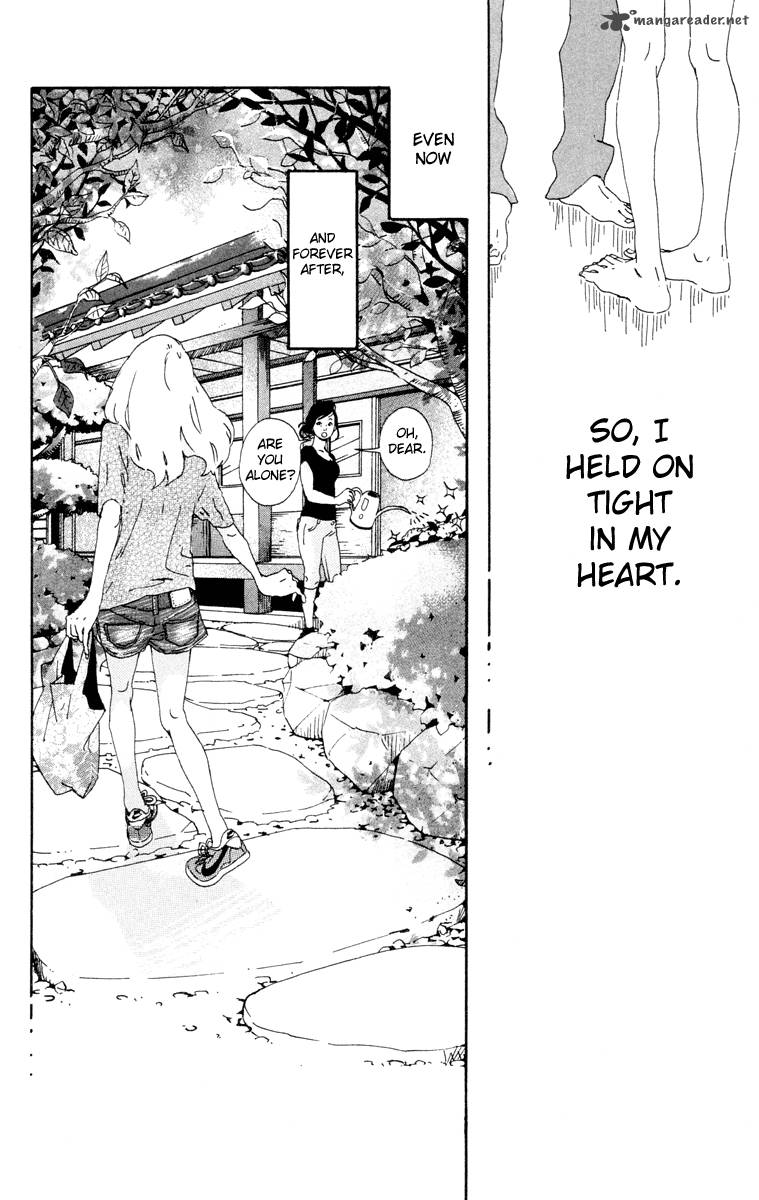 mangareader.net
SO, I
HELD ON
TIGHT
IN MY
HEART.
EVEN
NOW
AND
FOREVER
AFTER,
OH,
DEAR.
ARE
YOU
ALONE?